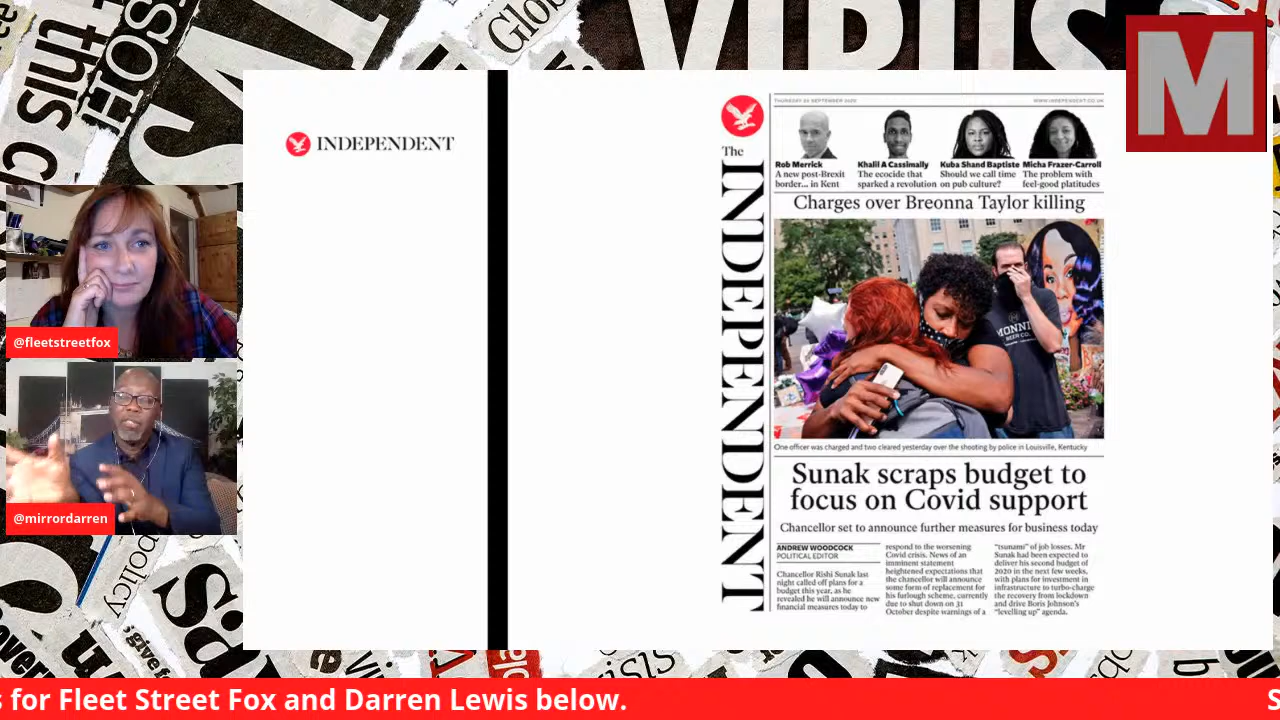 VIRUS
Glob
this c
M
INDEPENDENT
The INDEPENDENT
THURSDAY 24 SEPTEMBER 2020
WWW.INDEPENDENT.CO.UK
Rob Merrick
A new post-Brexit
border... in Kent
Khalil A Cassimally
The ecocide that
sparked a revolution
Kuba Shand Baptiste
Should we call time
on pub culture?
Micha Frazer-Carroll
The problem with
feel-good platitudes
Charges over Breonna Taylor killing
One officer was charged and two cleared yesterday over the shooting by police in Louisville, Kentucky
Sunak scraps budget to
focus on Covid support
Chancellor set to announce further measures for business today
ANDREW WOODCOCK
POLITICAL EDITOR
Chancellor Rishi Sunak last
night called off plans for a
budget this year, as he
revealed he will announce new
financial measures today to
respond to the worsening
Covid crisis. News of an
imminent statement
heightened expectations that
the chancellor will announce
some form of replacement for
his furlough scheme, currently
due to shut down on 31
October despite warnings of a
"tsunami" of job losses. Mr
Sunak had been expected to
deliver his second budget of
2020 in the next few weeks,
with plans for investment in
infrastructure to turbo-charge
the recovery from lockdown
and drive Boris Johnson's
"levelling up" agenda.
@fleetstreetfox
@mirrordarren
policy
give
s for Fleet Street Fox and Darren Lewis below.
S